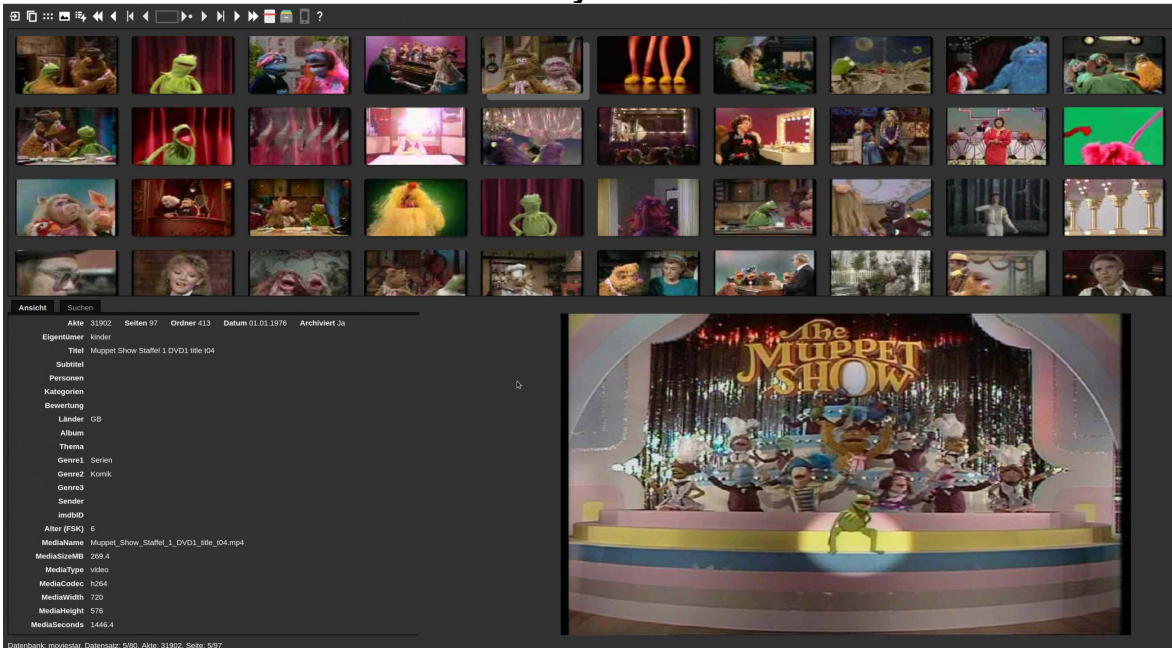 ?
Ansicht Suchen
Akte 31902 Seiten 97 Ordner 413 Datum 01.01.1976 Archiviert Ja
Eigentümer kinder
Titel Muppet Show Staffel 1 DVD1 title t04
Subtitel
Personen
Kategorien
Bewertung
Länder GB
Album
Thema
Genre1 Serien
Genre2 Komik
Genre3
Sender
imdbID
Alter (FSK) 6
MediaName Muppet_Show_Staffel_1_DVD1_title_t04.mp4
MediaSizeMB 269.4
MediaType video
MediaCodec h264
MediaWidth 720
MediaHeight 576
MediaSeconds 1446.4
The
MUPPET
SHOW
Datenbank: moviestar, Datensatz: 5/80, Akte: 31902, Seite: 5/97